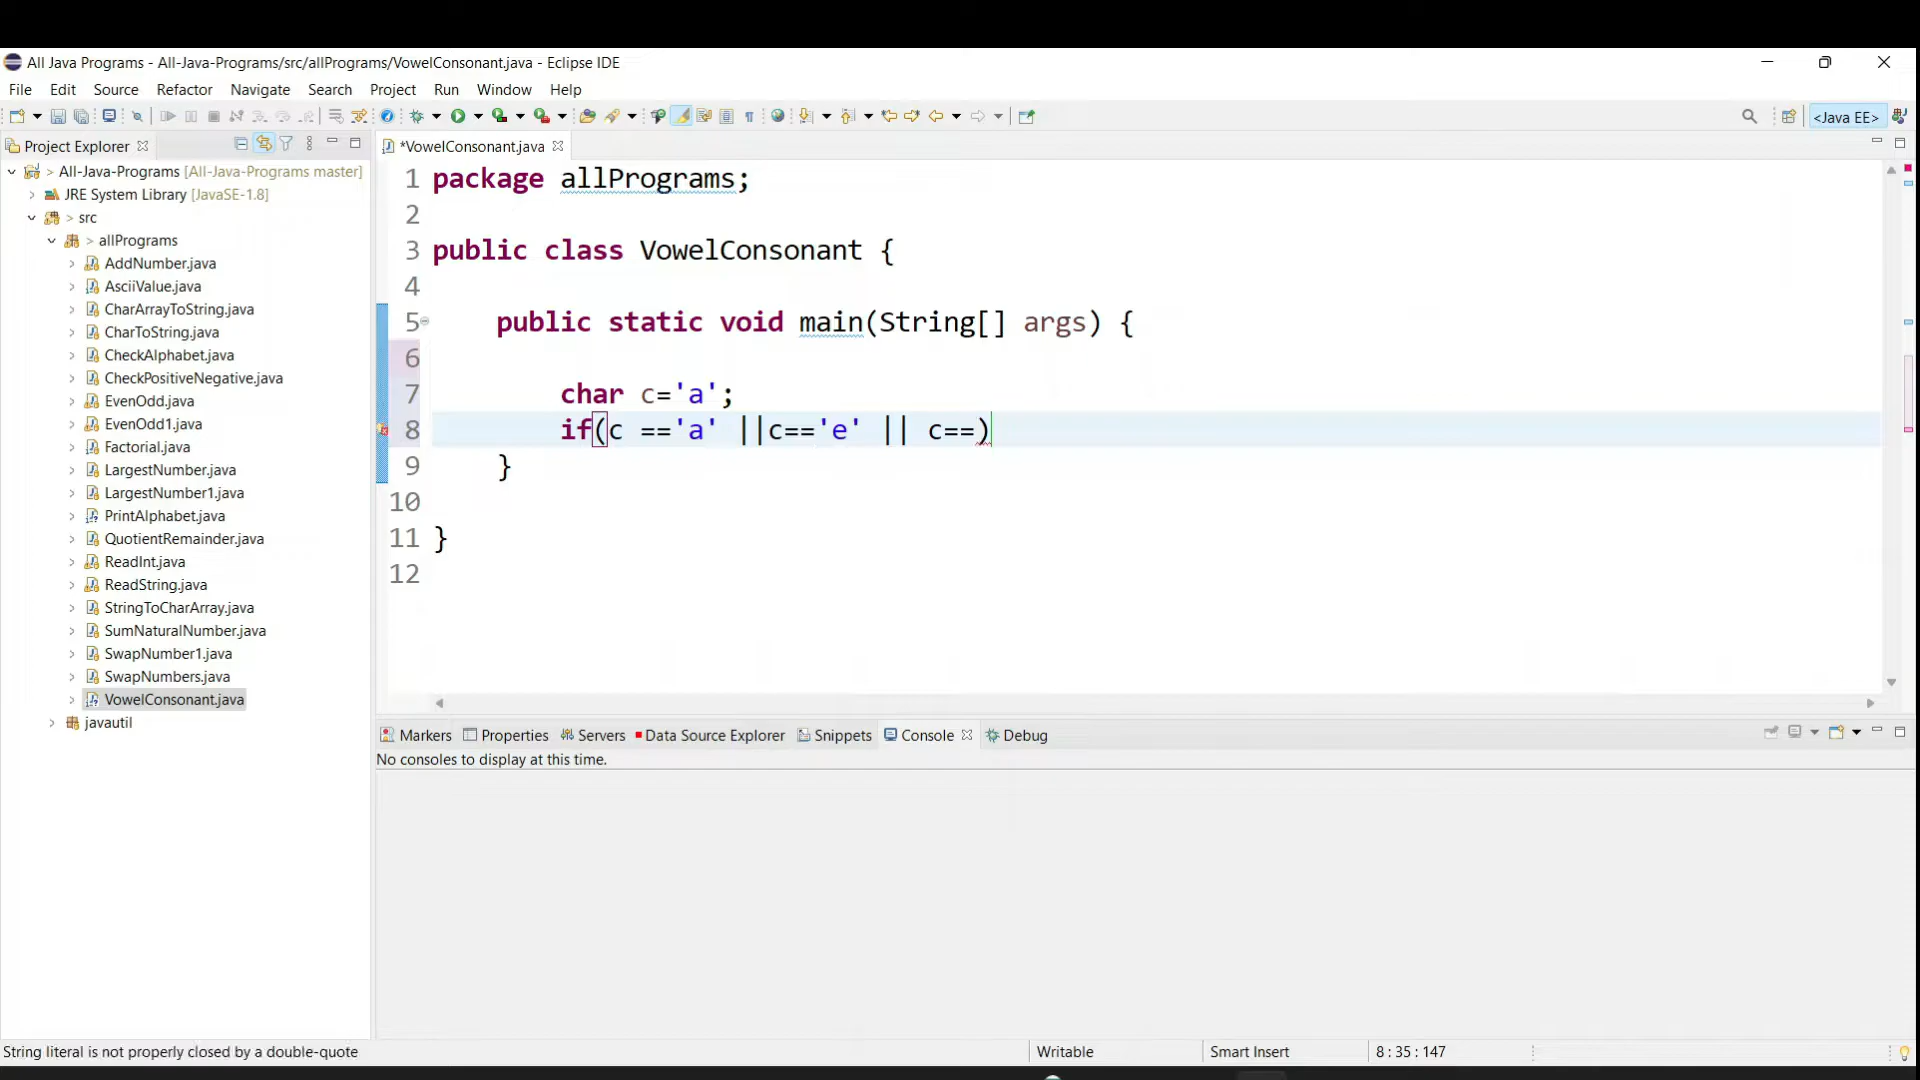 All Java Programs - All-Java-Programs/src/allPrograms/VowelConsonant.java - Eclipse IDE
File Edit Source Refactor Navigate Search Project Run Window Help
<Java EE>
Project Explorer
*VowelConsonant.java
All-Java-Programs [All-Java-Programs master]
JRE System Library [JavaSE-1.8]
src
allPrograms
AddNumber.java
AsciiValue.java
CharArrayToString.java
CharToString.java
CheckAlphabet.java
CheckPositiveNegative.java
EvenOdd.java
EvenOdd1.java
Factorial.java
LargestNumber.java
LargestNumber1.java
PrintAlphabet.java
QuotientRemainder.java
ReadInt.java
ReadString.java
StringToCharArray.java
SumNaturalNumber.java
SwapNumber1.java
SwapNumbers.java
VowelConsonant.java
javautil
1 package allPrograms;
2
3 public class VowelConsonant {
4
5 public static void main(String[] args) {
6
7 char c='a';
8 if(c =='a' ||c=='e' || c==)
9 }
10
11 }
12
Markers Properties Servers Data Source Explorer Snippets Console Debug
No consoles to display at this time.
String literal is not properly closed by a double-quote Writable Smart Insert 8 : 35 : 147